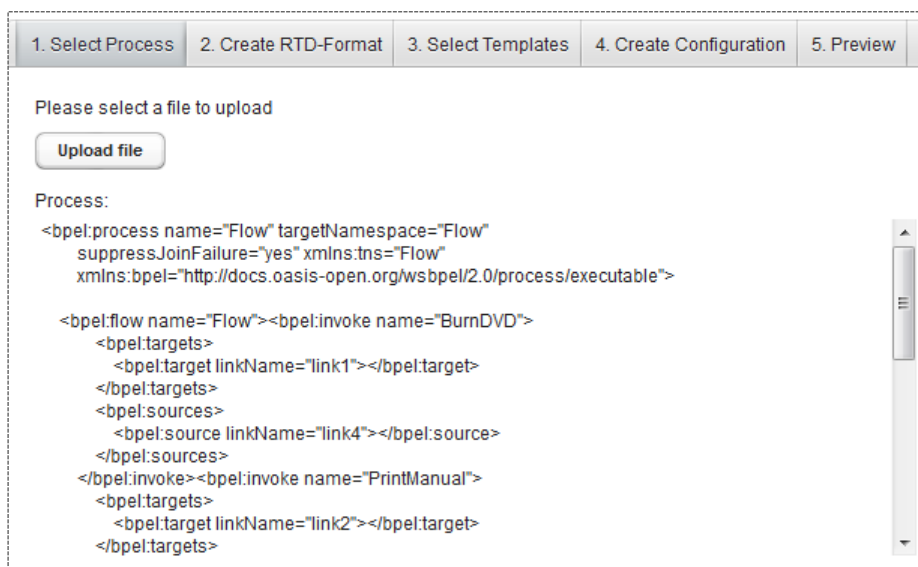 1. Select Process 2. Create RTD-Format 3. Select Templates 4. Create Configuration 5. Preview
Please select a file to upload
Upload file
Process:
<bpel:process name="Flow" targetNamespace="Flow"
suppressJoinFailure="yes" xmlns:tns="Flow"
xmlns:bpel="http://docs.oasis-open.org/wsbpel/2.0/process/executable">
<bpel:flow name="Flow"><bpel:invoke name="BurnDVD">
<bpel:targets>
<bpel:target linkName="link1"></bpel:target>
</bpel:targets>
<bpel:sources>
<bpel:source linkName="link4"></bpel:source>
</bpel:sources>
</bpel:invoke><bpel:invoke name="PrintManual">
<bpel:targets>
<bpel:target linkName="link2"></bpel:target>
</bpel:targets>